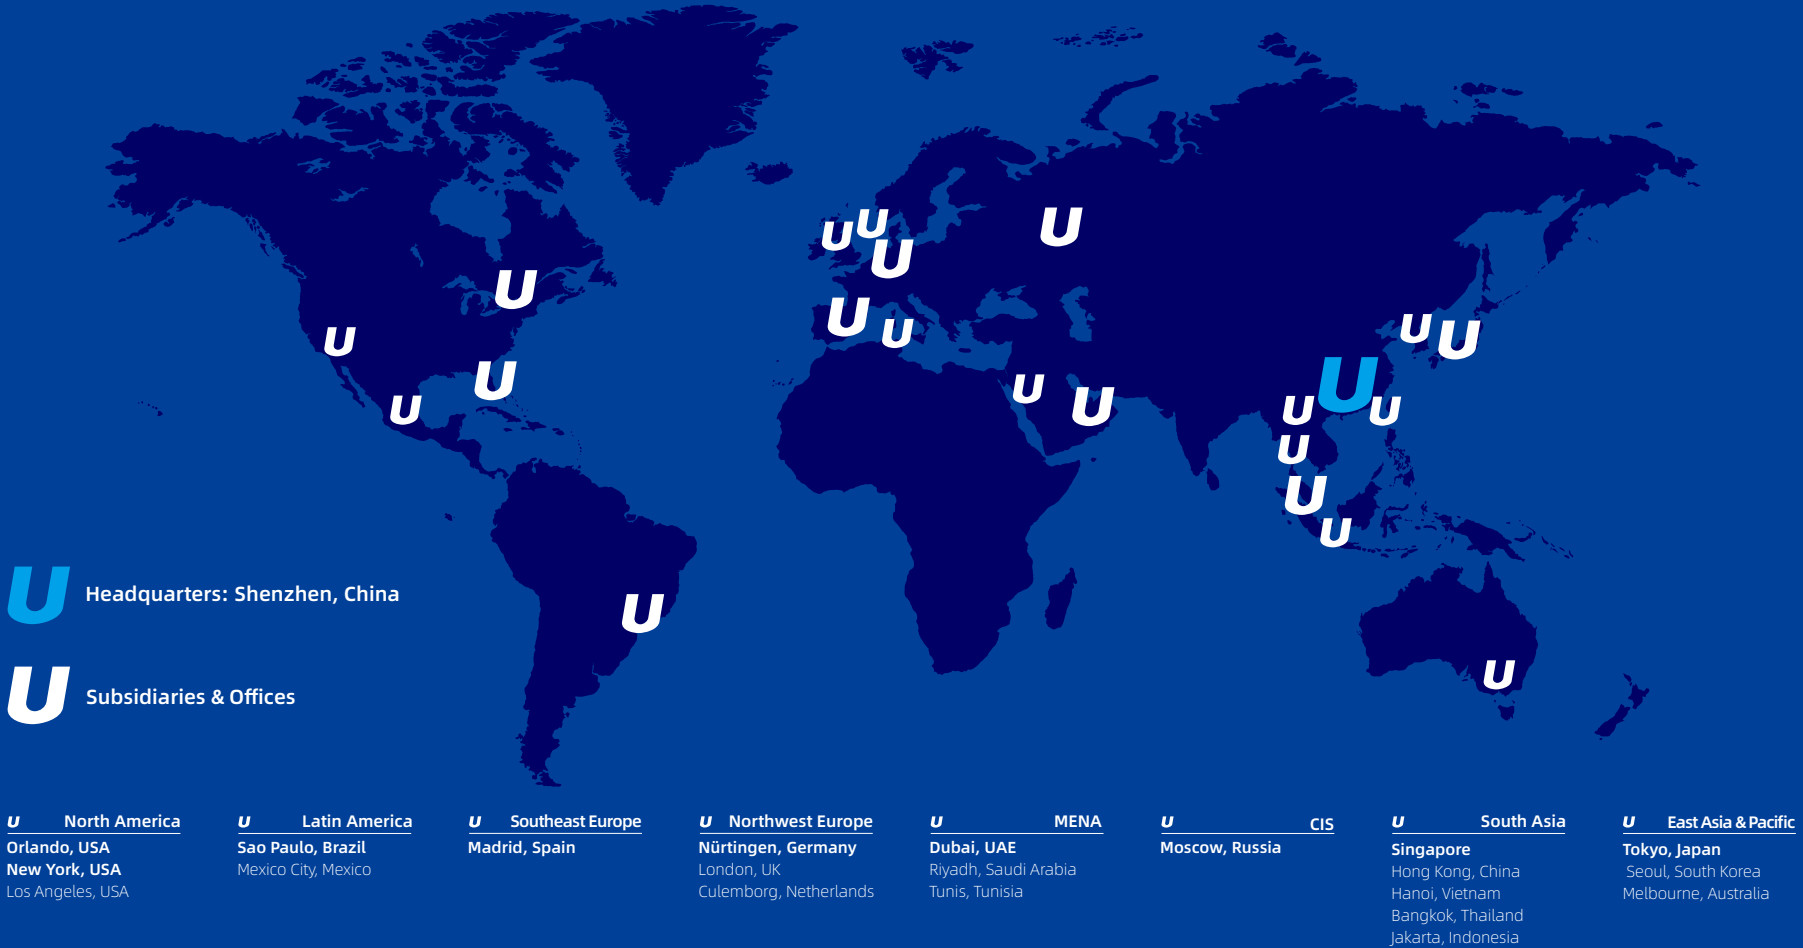 Headquarters: Shenzhen, China
Subsidiaries & Offices
North America
Orlando, USA
New York, USA
Los Angeles, USA
Latin America
Sao Paulo, Brazil
Mexico City, Mexico
Southeast Europe
Madrid, Spain
Northwest Europe
Nürtingen, Germany
London, UK
Culemborg, Netherlands
MENA
Dubai, UAE
Riyadh, Saudi Arabia
Tunis, Tunisia
CIS
Moscow, Russia
South Asia
Singapore
Hong Kong, China
Hanoi, Vietnam
Bangkok, Thailand
Jakarta, Indonesia
East Asia & Pacific
Tokyo, Japan
Seoul, South Korea
Melbourne, Australia